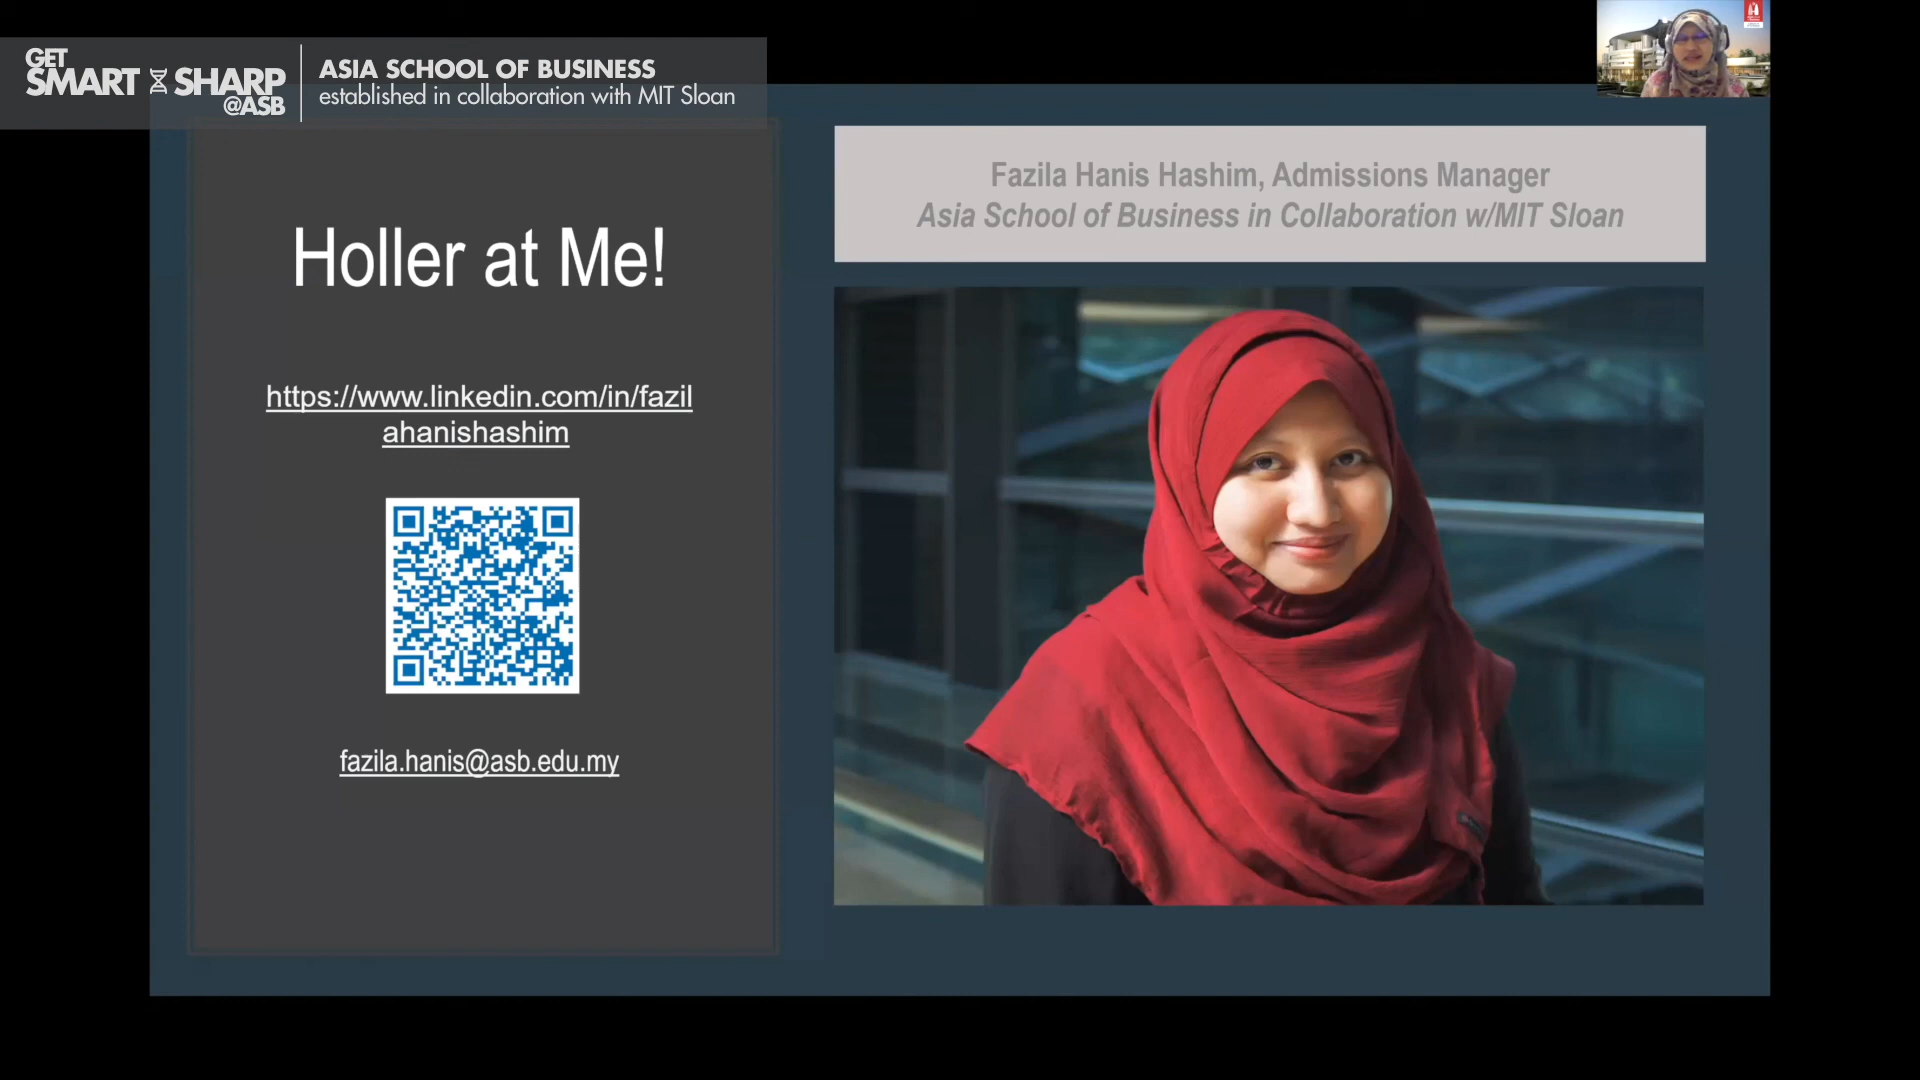 GET
SMART SHARP
@ASB
ASIA SCHOOL OF BUSINESS
established in collaboration with MIT Sloan
Holler at Me!
https://www.linkedin.com/in/fazil
ahanishashim
fazila.hanis@asb.edu.my
Fazila Hanis Hashim, Admissions Manager
Asia School of Business in Collaboration w/MIT Sloan